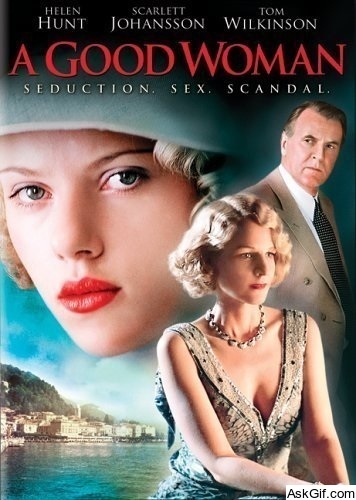 HELEN HUNT
SCARLETT JOHANSSON
TOM WILKINSON
A GOOD WOMAN
SEDUCTION. SEX. SCANDAL.
AskGif.com